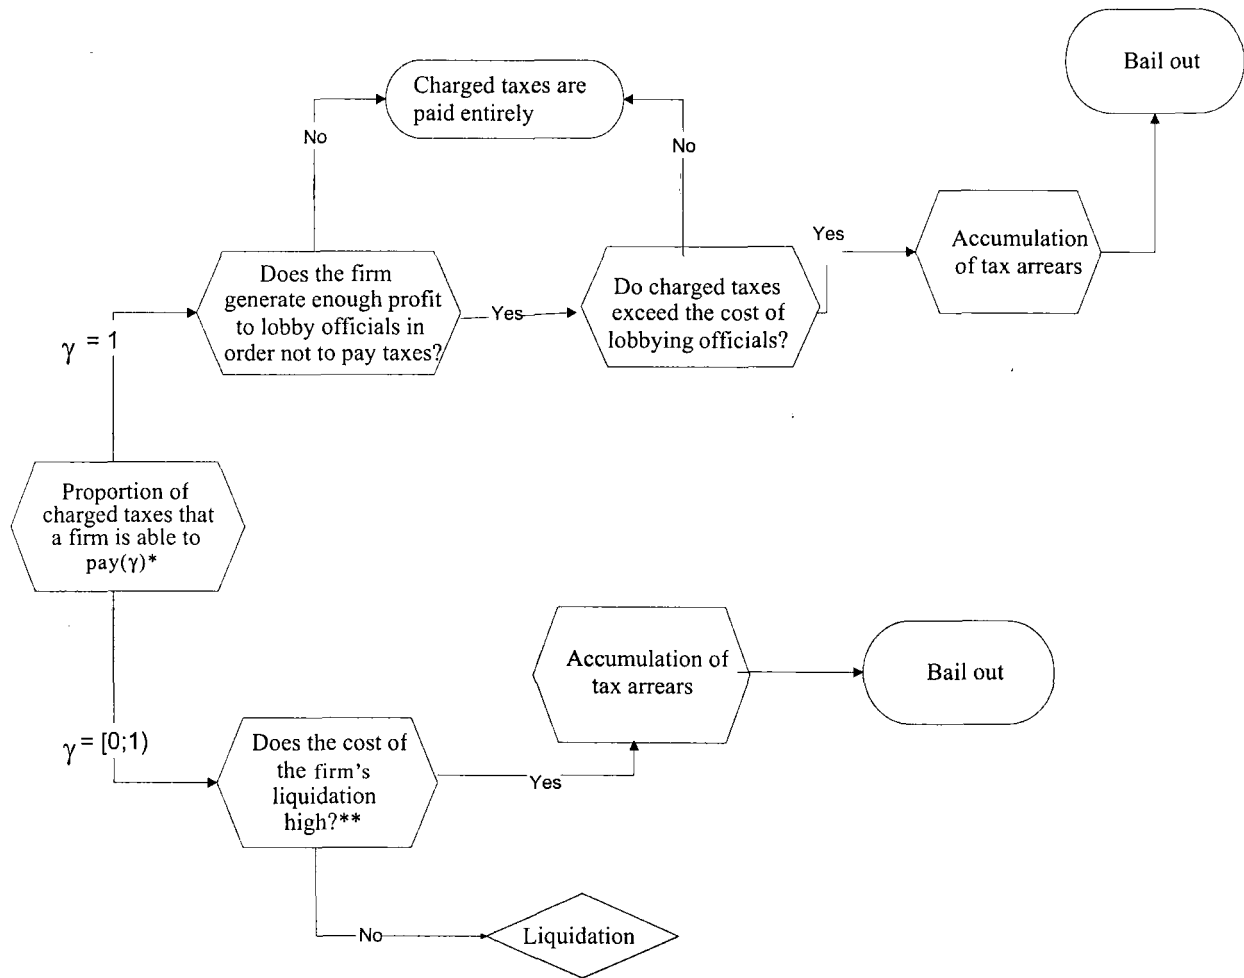 Bail out
Charged taxes are
paid entirely
No
No
Yes
Accumulation
of tax arrears
Does the firm
generate enough profit
to lobby officials in
order not to pay taxes?
Yes
Do charged taxes
exceed the cost of
lobbying officials?
γ = 1
Proportion of
charged taxes that
a firm is able to
pay(γ)*
Accumulation of
tax arrears
Bail out
γ = [0;1)
Does the cost of
the firm's
liquidation
high?**
Yes
No
Liquidation